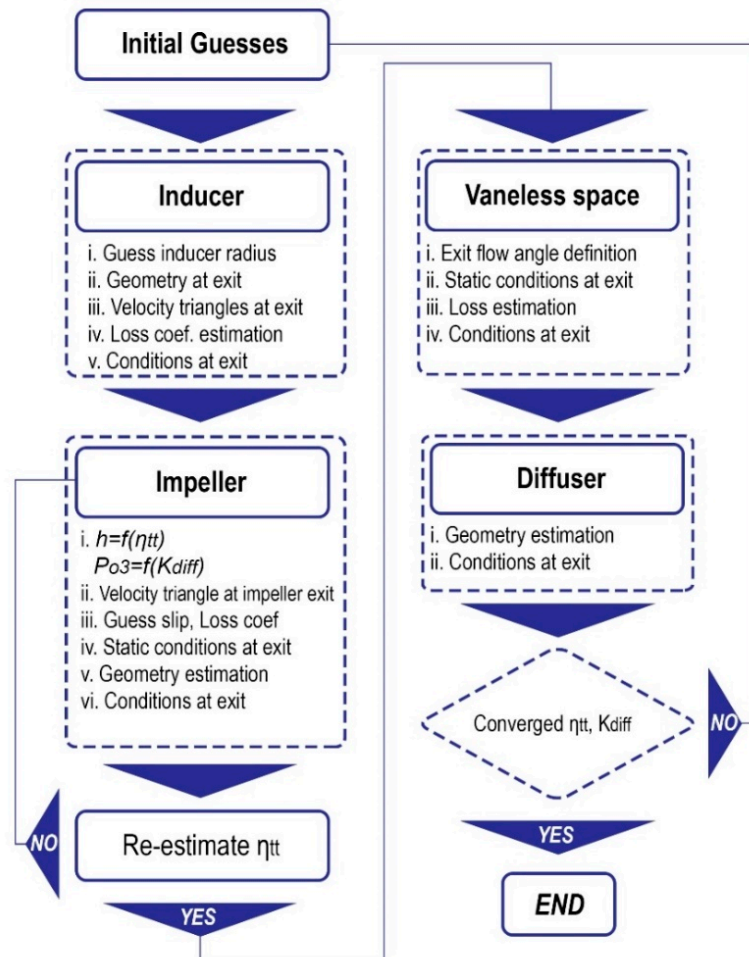 Initial Guesses
Inducer
i. Guess inducer radius
ii. Geometry at exit
iii. Velocity triangles at exit
iv. Loss coef. estimation
v. Conditions at exit
Impeller
i. h=f(ηtt)
Po3=f(Kdiff)
ii. Velocity triangle at impeller exit
iii. Guess slip, Loss coef
iv. Static conditions at exit
v. Geometry estimation
vi. Conditions at exit
NO
Re-estimate ηtt
YES
Vaneless space
i. Exit flow angle definition
ii. Static conditions at exit
iii. Loss estimation
iv. Conditions at exit
Diffuser
i. Geometry estimation
ii. Conditions at exit
Converged ηtt, Kdiff
NO
YES
END